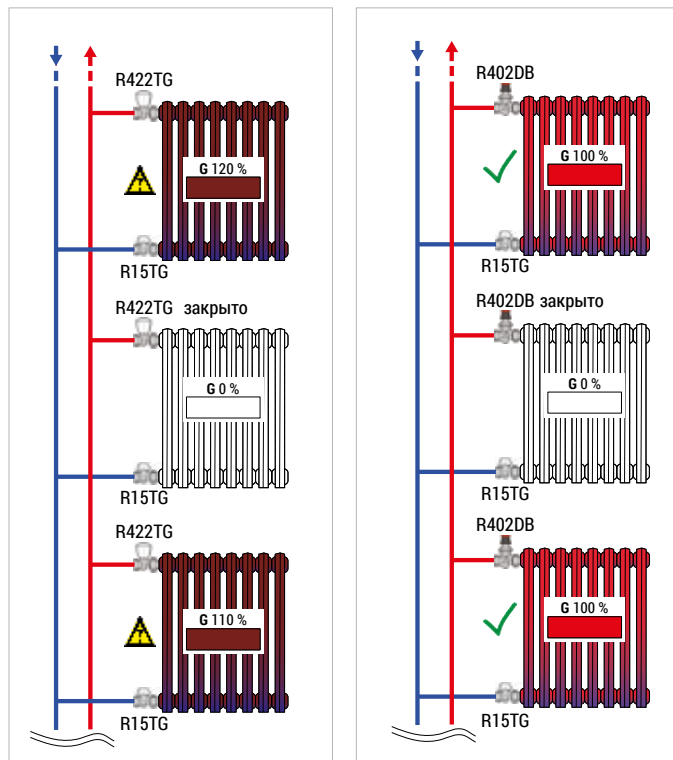 R422TG
G 120 %
R15TG
R422TG закрыто
G 0 %
R15TG
R422TG
G 110 %
R15TG
R402DB
G 100 %
R15TG
R402DB закрыто
G 0 %
R15TG
R402DB
G 100 %
R15TG